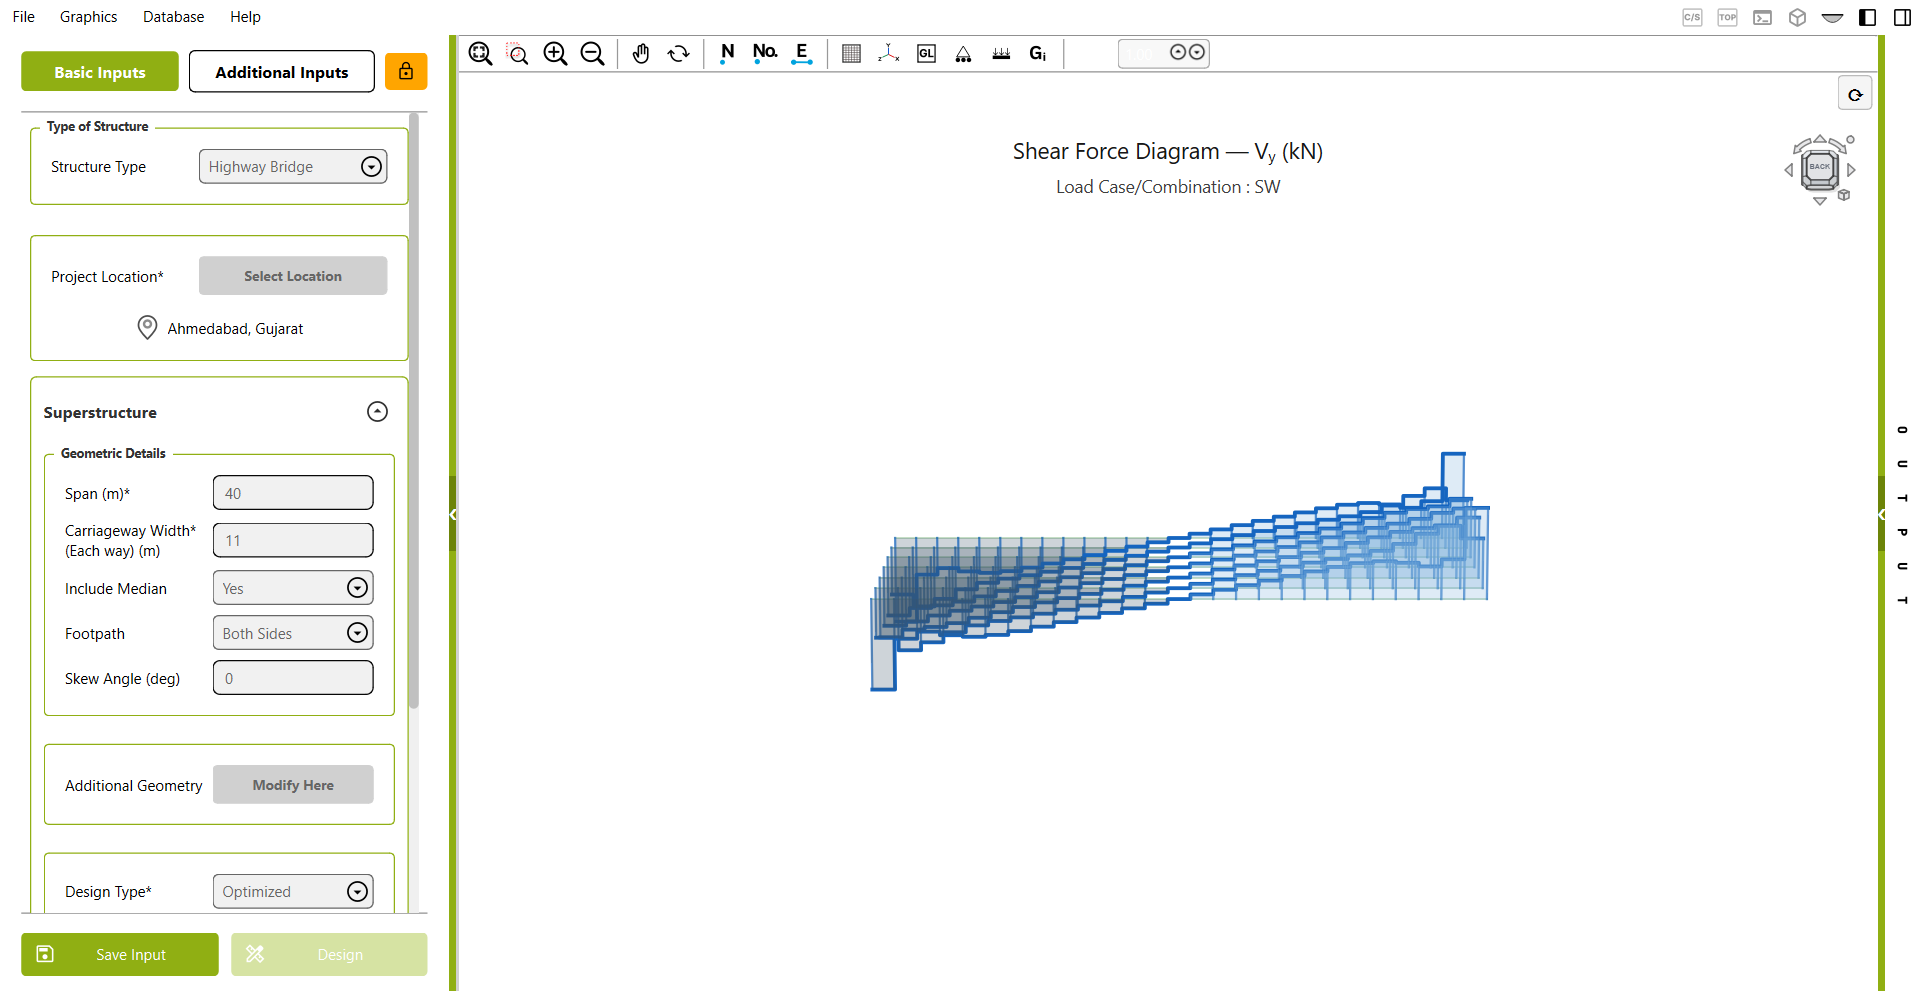 File Graphics Database Help
C/S TOP
Basic Inputs
Additional Inputs
N No. E GL Gi
Type of Structure
Structure Type
Highway Bridge
Project Location*
Select Location
Ahmedabad, Gujarat
Superstructure
Geometric Details
Span (m)*
40
Carriageway Width*
(Each way) (m)
11
Include Median
Yes
Footpath
Both Sides
Skew Angle (deg)
0
Additional Geometry
Modify Here
Design Type*
Optimized
Save Input
Design
Shear Force Diagram — Vy (kN)
Load Case/Combination : SW
BACK
OUTPUT